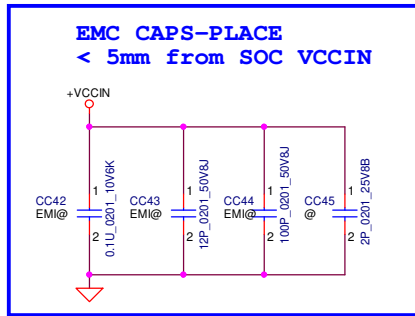 EMC CAPS-PLACE
< 5mm from SOC VCCIN
+VCCIN
CC42
EMI@
1
2
0.1U_0201_10V6K
CC43
EMI@
1
2
12P_0201_50V8J
CC44
EMI@
1
2
100P_0201_50V8J
CC45
@
1
2
2P_0201_25V8B